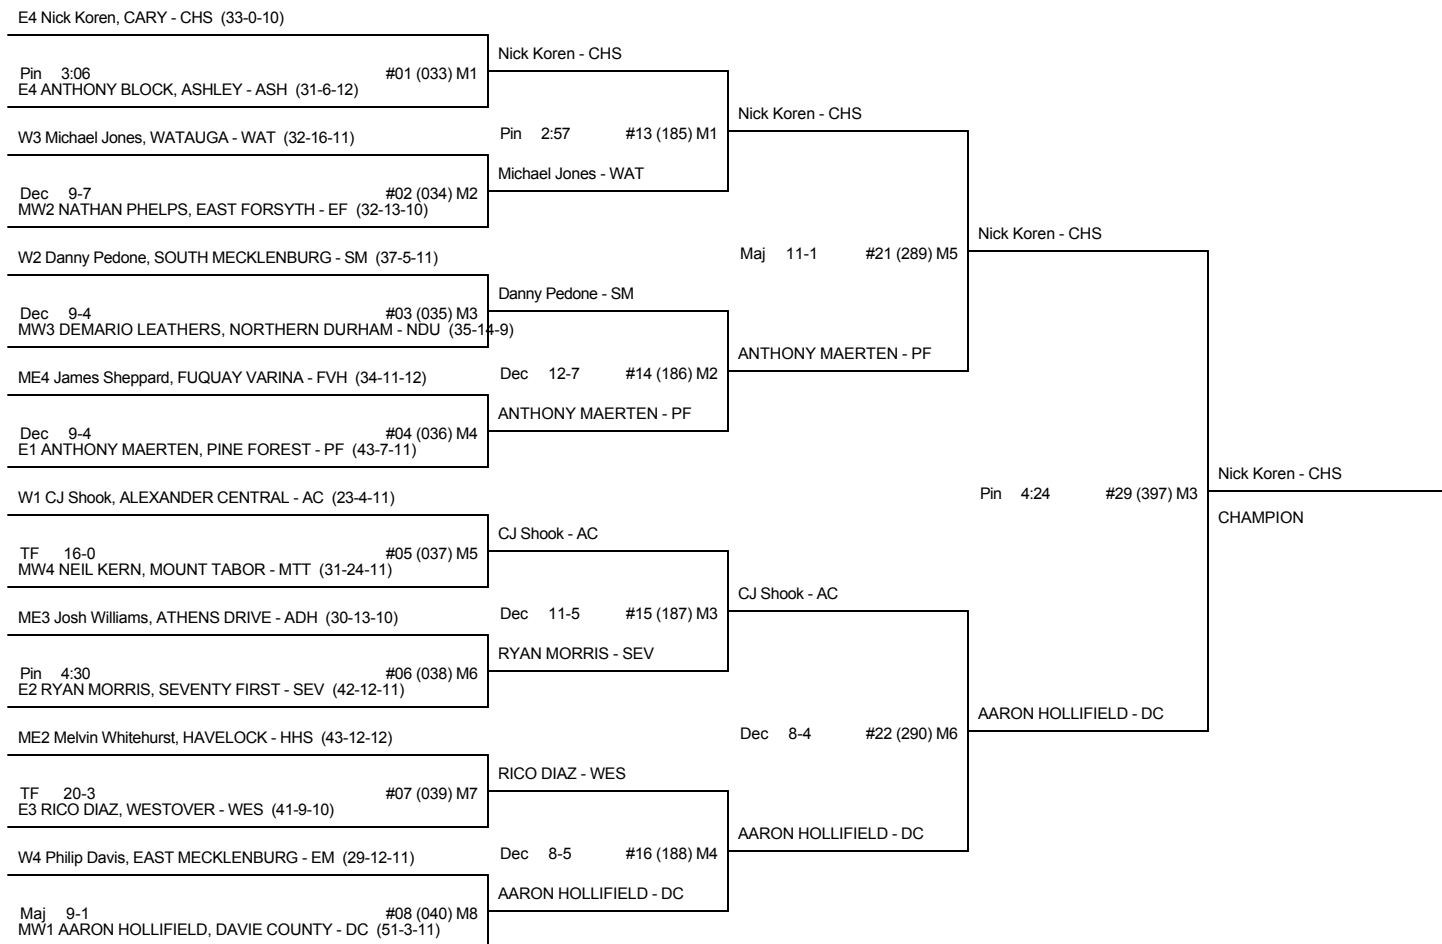 E4 Nick Koren, CARY - CHS (33-0-10)
Nick Koren - CHS
Pin 3:06 #01 (033) M1
E4 ANTHONY BLOCK, ASHLEY - ASH (31-6-12)
Nick Koren - CHS
W3 Michael Jones, WATAUGA - WAT (32-16-11)
Pin 2:57 #13 (185) M1
Michael Jones - WAT
Dec 9-7 #02 (034) M2
MW2 NATHAN PHELPS, EAST FORSYTH - EF (32-13-10)
Nick Koren - CHS
W2 Danny Pedone, SOUTH MECKLENBURG - SM (37-5-11)
Maj 11-1 #21 (289) M5
Danny Pedone - SM
Dec 9-4 #03 (035) M3
MW3 DEMARIO LEATHERS, NORTHERN DURHAM - NDU (35-14-9)
ANTHONY MAERTEN - PF
ME4 James Sheppard, FUQUAY VARINA - FVH (34-11-12)
Dec 12-7 #14 (186) M2
ANTHONY MAERTEN - PF
Dec 9-4 #04 (036) M4
E1 ANTHONY MAERTEN, PINE FOREST - PF (43-7-11)
Nick Koren - CHS
W1 CJ Shook, ALEXANDER CENTRAL - AC (23-4-11)
Pin 4:24 #29 (397) M3
CHAMPION
CJ Shook - AC
TF 16-0 #05 (037) M5
MW4 NEIL KERN, MOUNT TABOR - MTT (31-24-11)
CJ Shook - AC
ME3 Josh Williams, ATHENS DRIVE - ADH (30-13-10)
Dec 11-5 #15 (187) M3
RYAN MORRIS - SEV
Pin 4:30 #06 (038) M6
E2 RYAN MORRIS, SEVENTY FIRST - SEV (42-12-11)
AARON HOLLIFIELD - DC
ME2 Melvin Whitehurst, HAVELOCK - HHS (43-12-12)
Dec 8-4 #22 (290) M6
RICO DIAZ - WES
TF 20-3 #07 (039) M7
E3 RICO DIAZ, WESTOVER - WES (41-9-10)
AARON HOLLIFIELD - DC
W4 Philip Davis, EAST MECKLENBURG - EM (29-12-11)
Dec 8-5 #16 (188) M4
AARON HOLLIFIELD - DC
Maj 9-1 #08 (040) M8
MW1 AARON HOLLIFIELD, DAVIE COUNTY - DC (51-3-11)